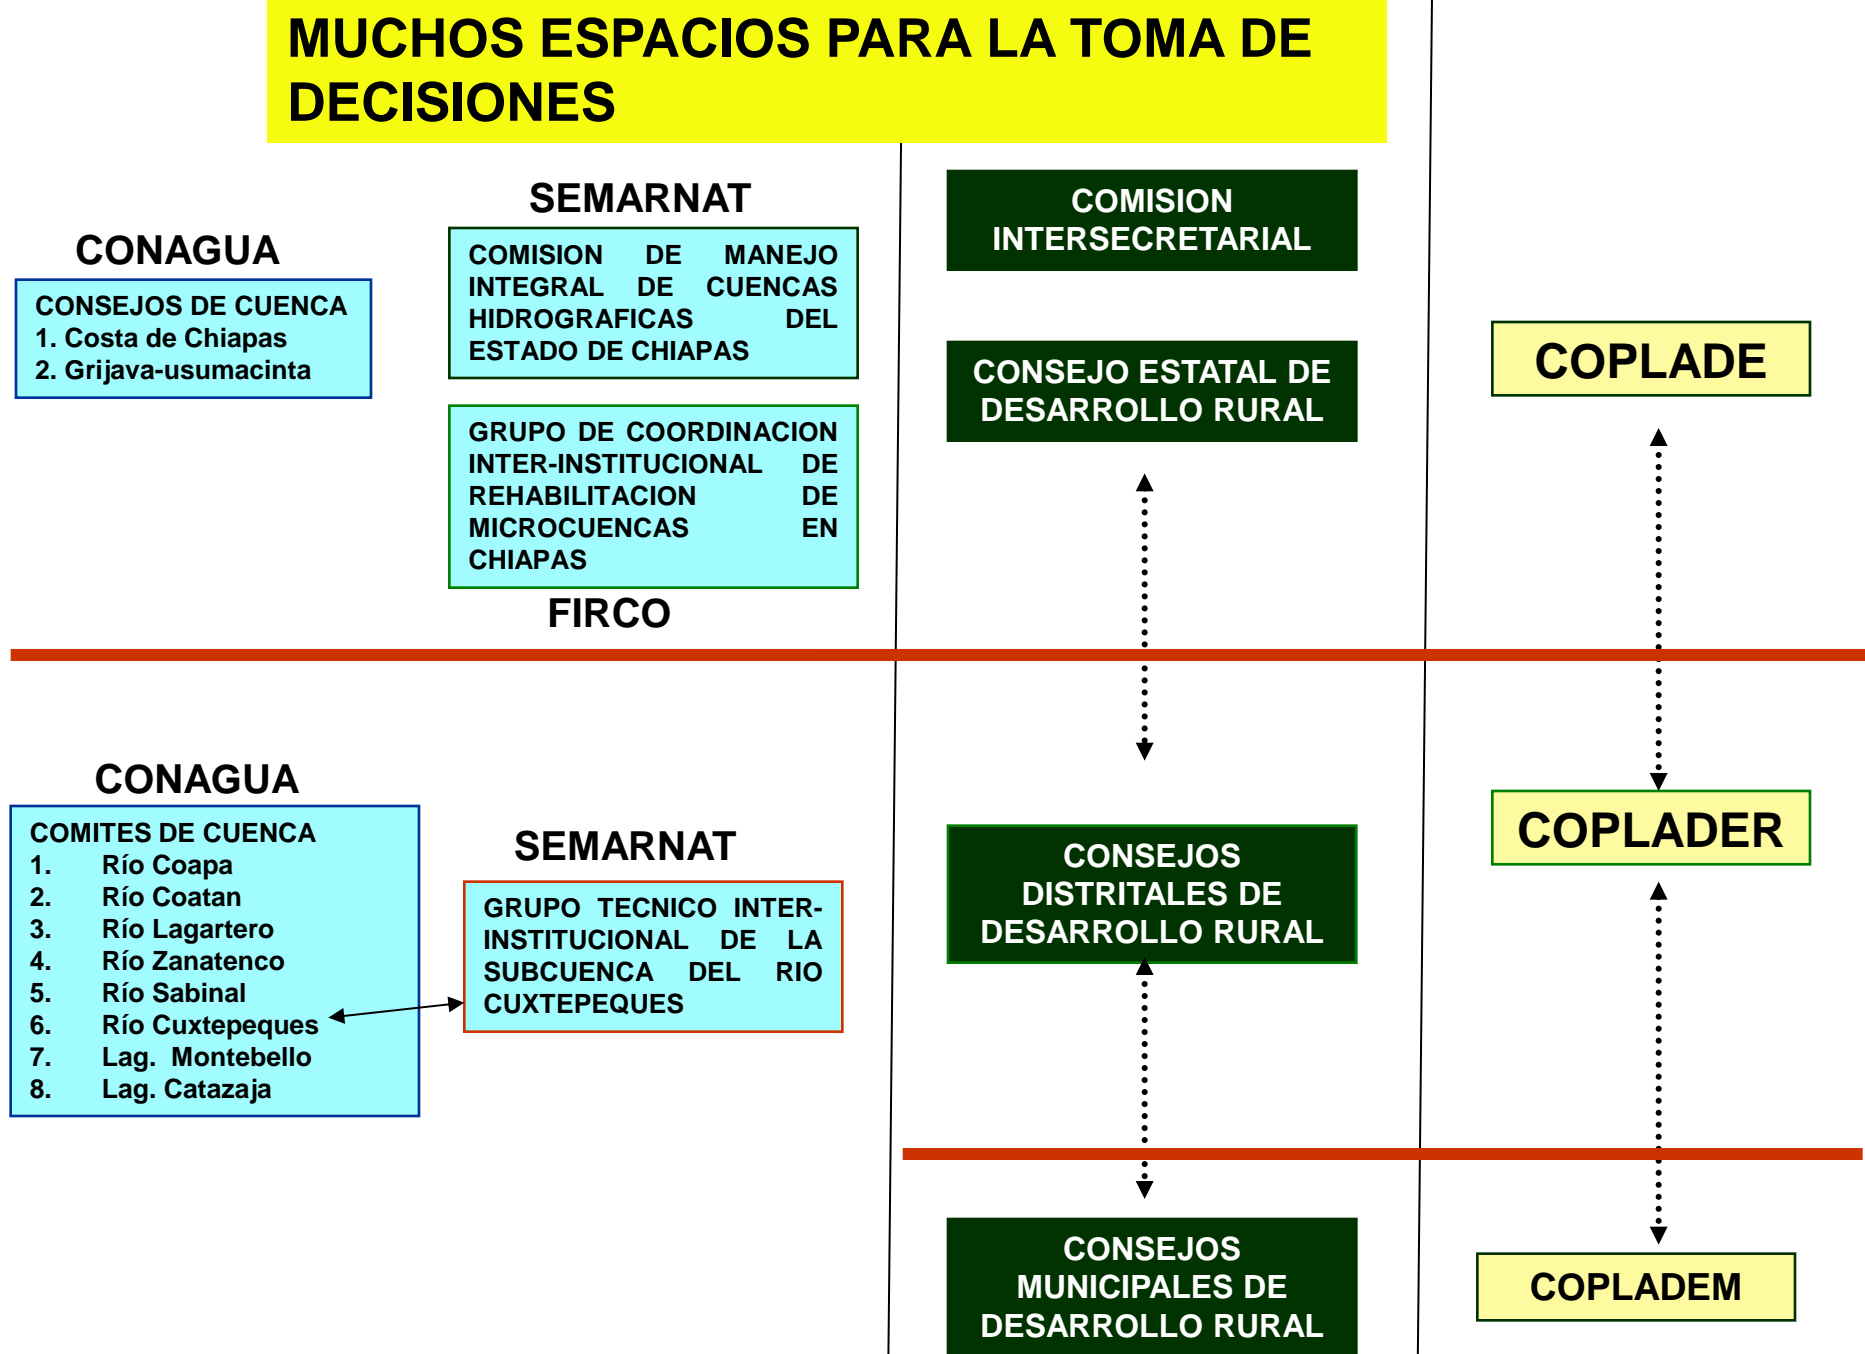 MUCHOS ESPACIOS PARA LA TOMA DE
DECISIONES
CONAGUA
CONSEJOS DE CUENCA
1. Costa de Chiapas
2. Grijava-usumacinta
SEMARNAT
COMISION DE MANEJO
INTEGRAL DE CUENCAS
HIDROGRAFICAS DEL
ESTADO DE CHIAPAS
GRUPO DE COORDINACION
INTER-INSTITUCIONAL DE
REHABILITACION DE
MICROCUENCAS EN
CHIAPAS
FIRCO
COMISION
INTERSECRETARIAL
CONSEJO ESTATAL DE
DESARROLLO RURAL
COPLADE
CONAGUA
COMITES DE CUENCA
1. Río Coapa
2. Río Coatan
3. Río Lagartero
4. Río Zanatenco
5. Río Sabinal
6. Río Cuxtepeques
7. Lag. Montebello
8. Lag. Catazaja
SEMARNAT
GRUPO TECNICO INTER-
INSTITUCIONAL DE LA
SUBCUENCA DEL RIO
CUXTEPEQUES
CONSEJOS
DISTRITALES DE
DESARROLLO RURAL
COPLADER
CONSEJOS
MUNICIPALES DE
DESARROLLO RURAL
COPLADEM